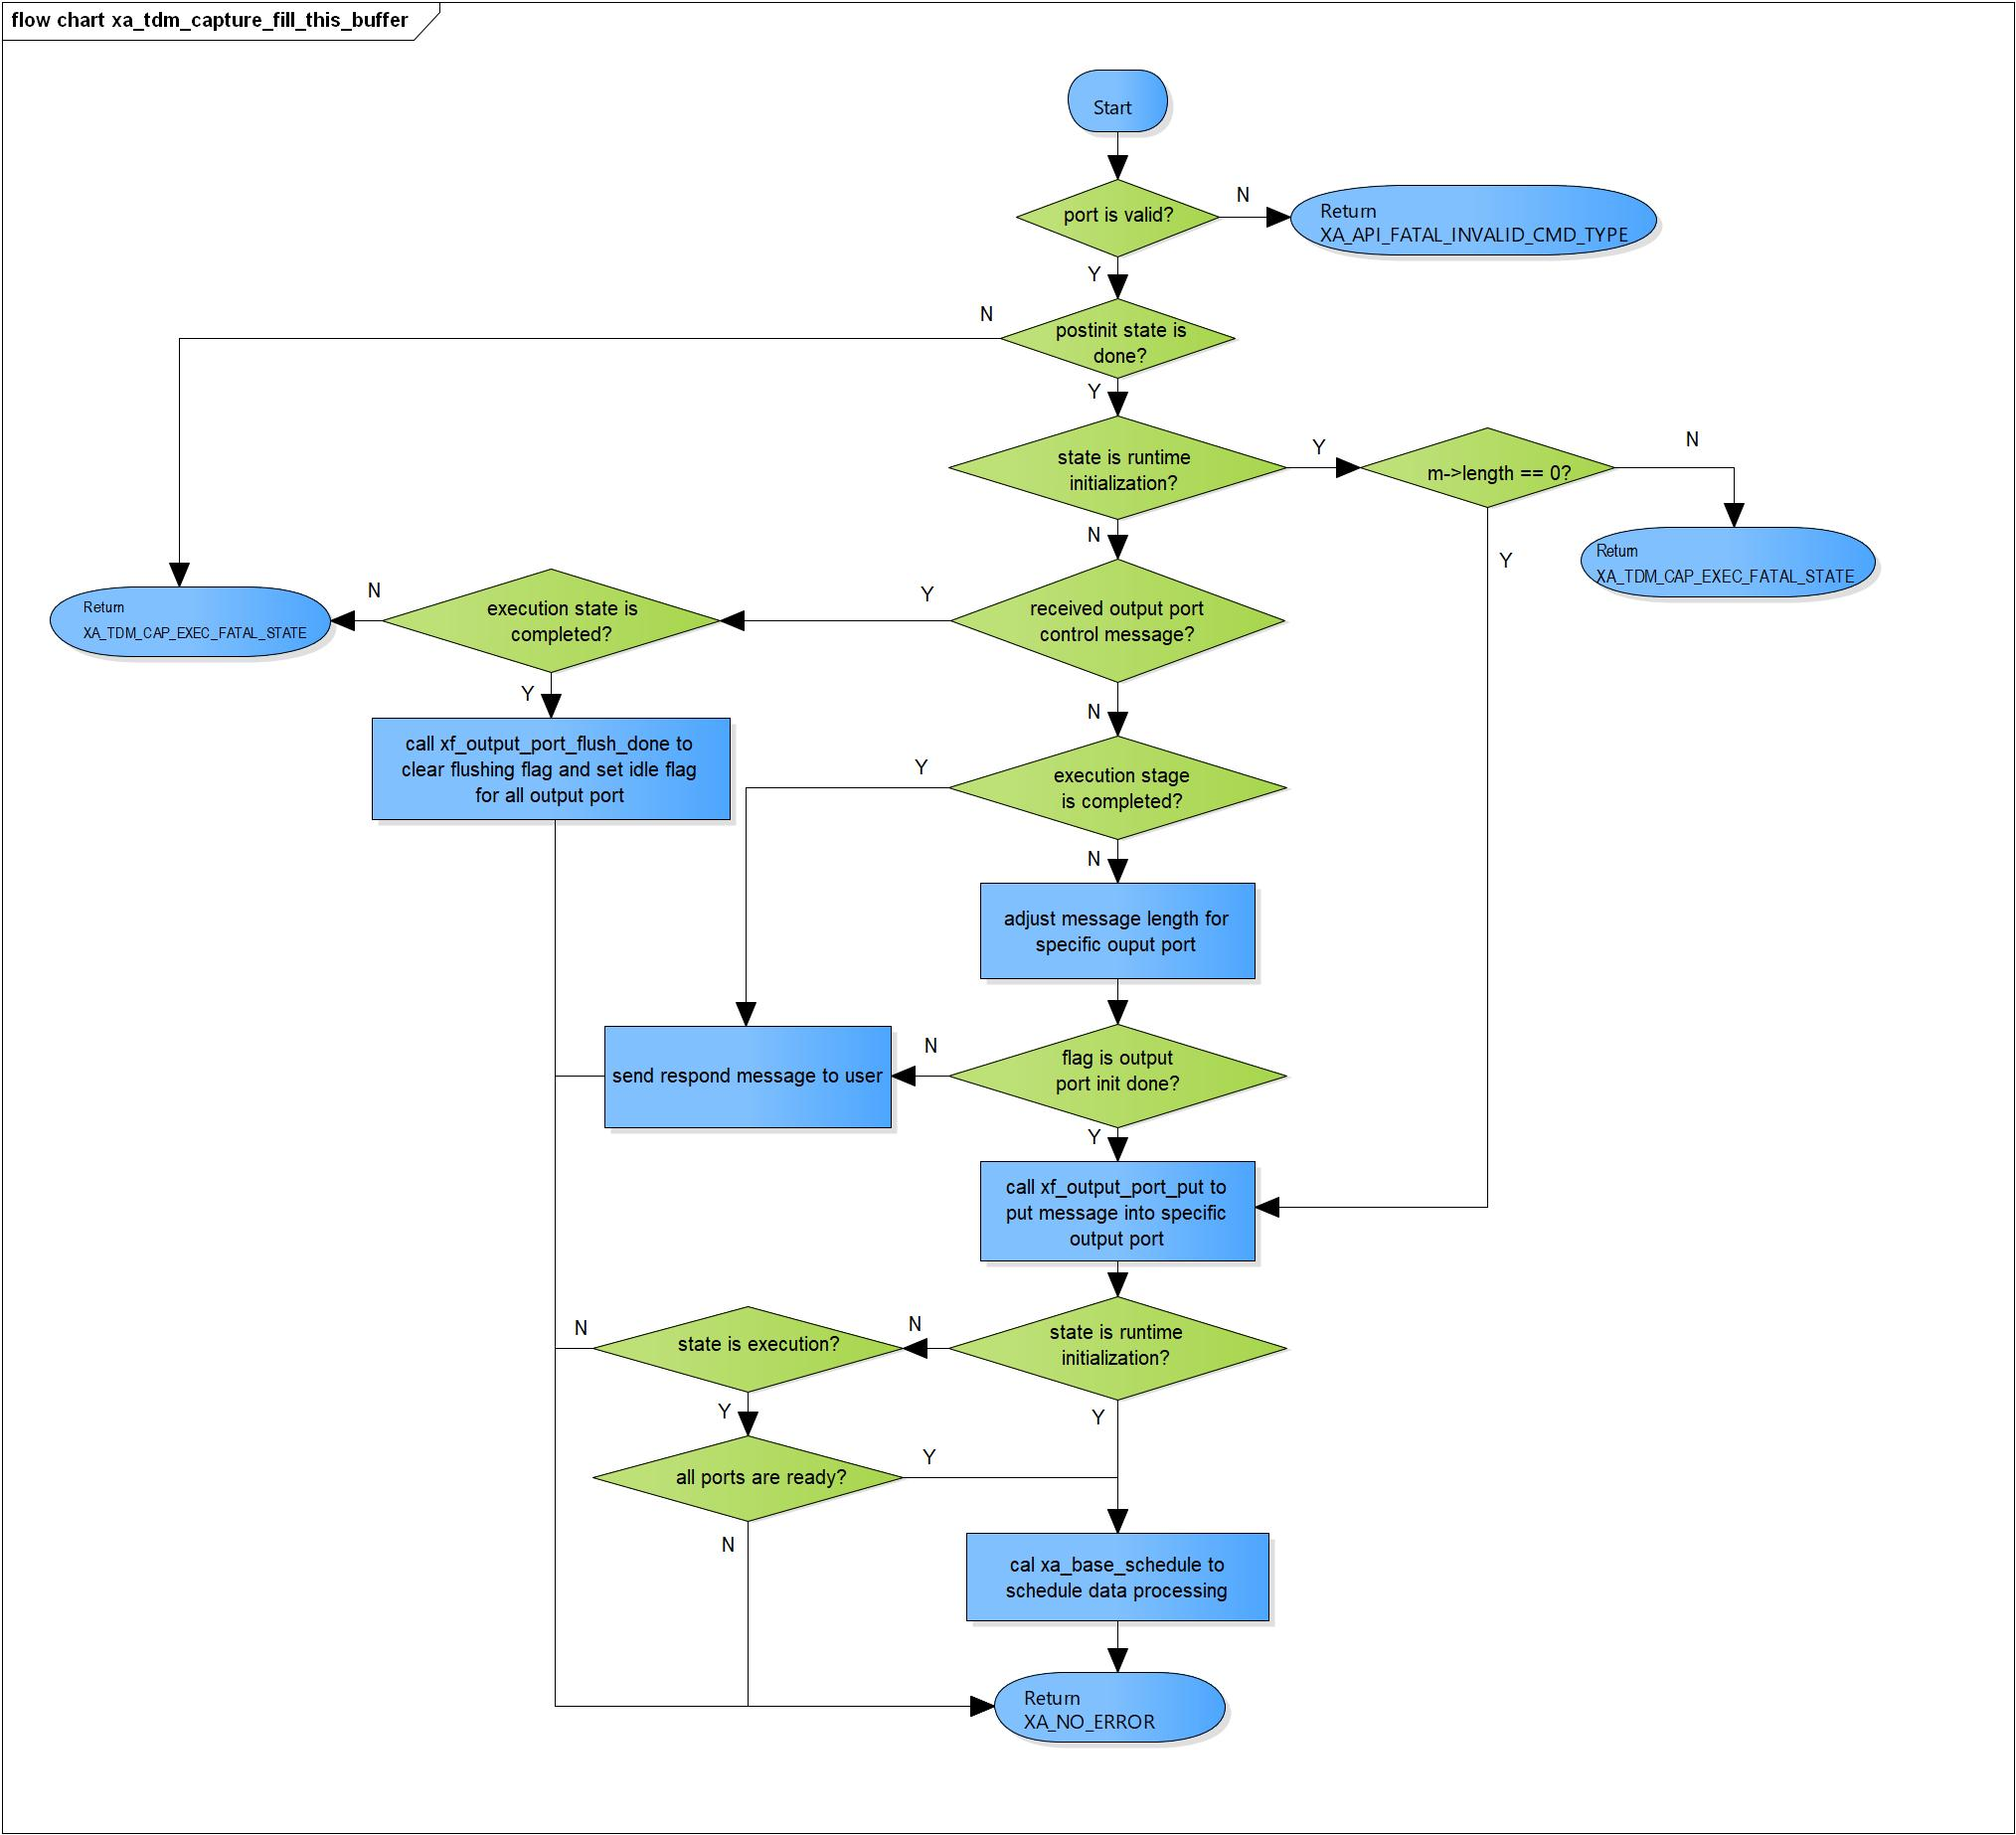 flow chart xa_tdm_capture_fill_this_buffer
Start
port is valid?
N
Return
XA_API_FATAL_INVALID_CMD_TYPE
Y
N
postinit state is
done?
Y
state is runtime
initialization?
Y
m->length == 0?
N
Return
XA_TDM_CAP_EXEC_FATAL_STATE
Y
N
received output port
control message?
Y
execution state is
completed?
N
Return
XA_TDM_CAP_EXEC_FATAL_STATE
Y
call xf_output_port_flush_done to
clear flushing flag and set idle flag
for all output port
N
execution stage
is completed?
Y
N
adjust message length for
specific ouput port
flag is output
port init done?
N
send respond message to user
Y
call xf_output_port_put to
put message into specific
output port
state is runtime
initialization?
N
state is execution?
N
Y
Y
all ports are ready?
Y
N
cal xa_base_schedule to
schedule data processing
Return
XA_NO_ERROR